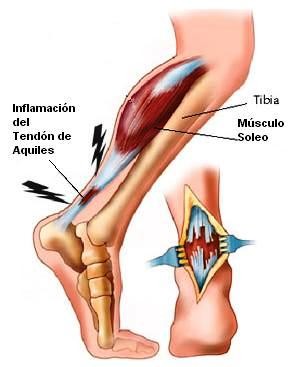 Inflamación
del
Tendón de
Aquiles
Tibia
Músculo
Soleo